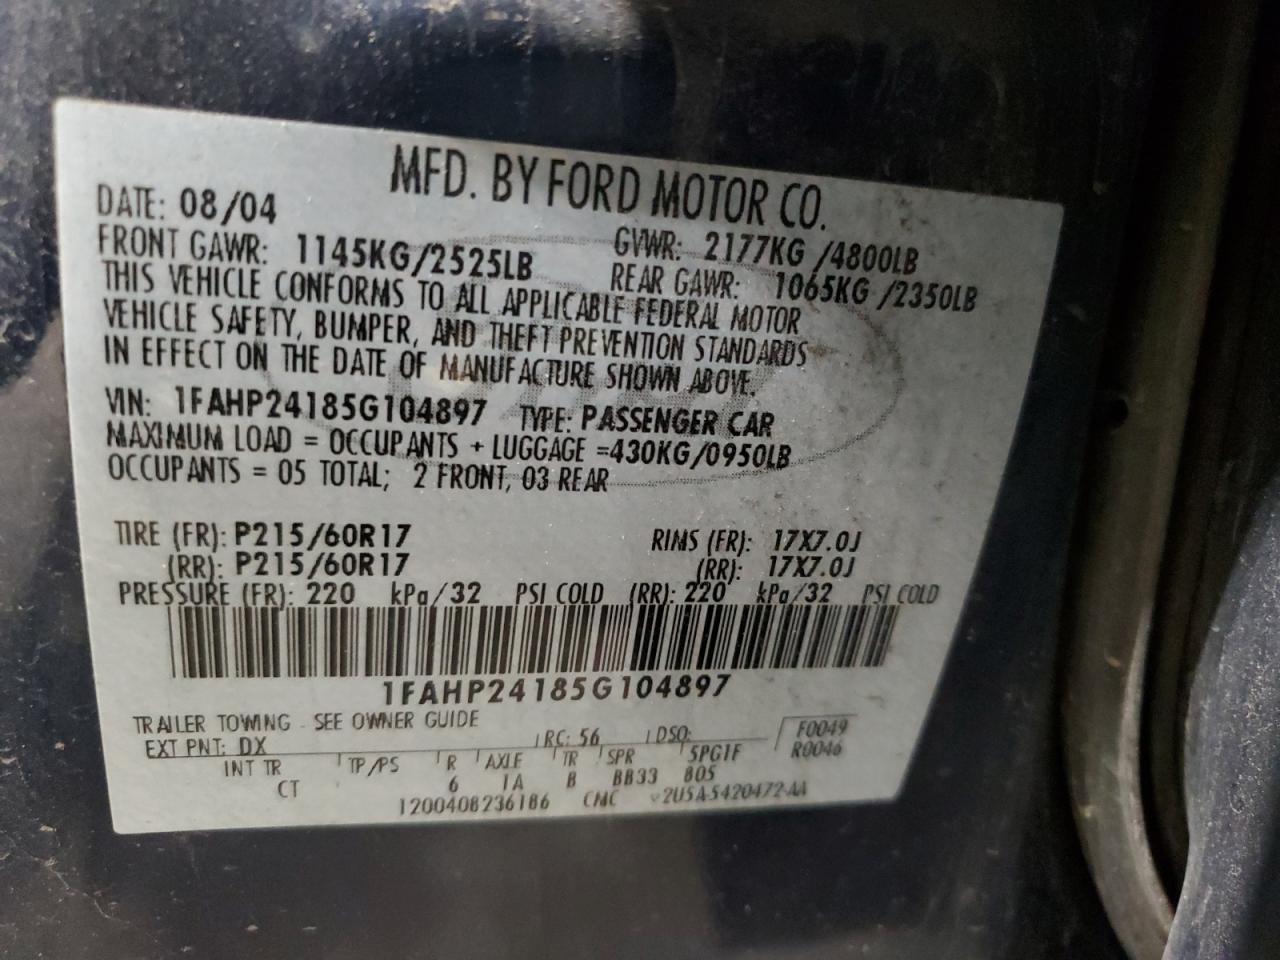 MFD. BY FORD MOTOR CO.
DATE: 08/04 GVWR: 2177KG /4800LB
FRONT GAWR: 1145KG/2525LB REAR GAWR: 1065KG /2350LB
THIS VEHICLE CONFORMS TO ALL APPLICABLE FEDERAL MOTOR
VEHICLE SAFETY, BUMPER, AND THEFT PREVENTION STANDARDS
IN EFFECT ON THE DATE OF MANUFACTURE SHOWN ABOVE.
VIN: 1FAHP24185G104897 TYPE: PASSENGER CAR
MAXIMUM LOAD = OCCUPANTS + LUGGAGE =430KG/0950LB
OCCUPANTS = 05 TOTAL; 2 FRONT, 03 REAR
TIRE (FR): P215/60R17 RIMS (FR): 17X7.0J
(RR): P215/60R17 (RR): 17X7.0J
PRESSURE (FR): 220 kPa/32 PSI COLD (RR): 220 kPa/32 PSI COLD
1FAHP24185G104897
TRAILER TOWING - SEE OWNER GUIDE
EXT PNT: DX RC: 56 DSO: F0049
INT TR TP/PS R AXLE TR SPR 5PG1F R0046
CT 6 1A B BB33 805
1200408236186 CMC 2U5A-5420472-AA